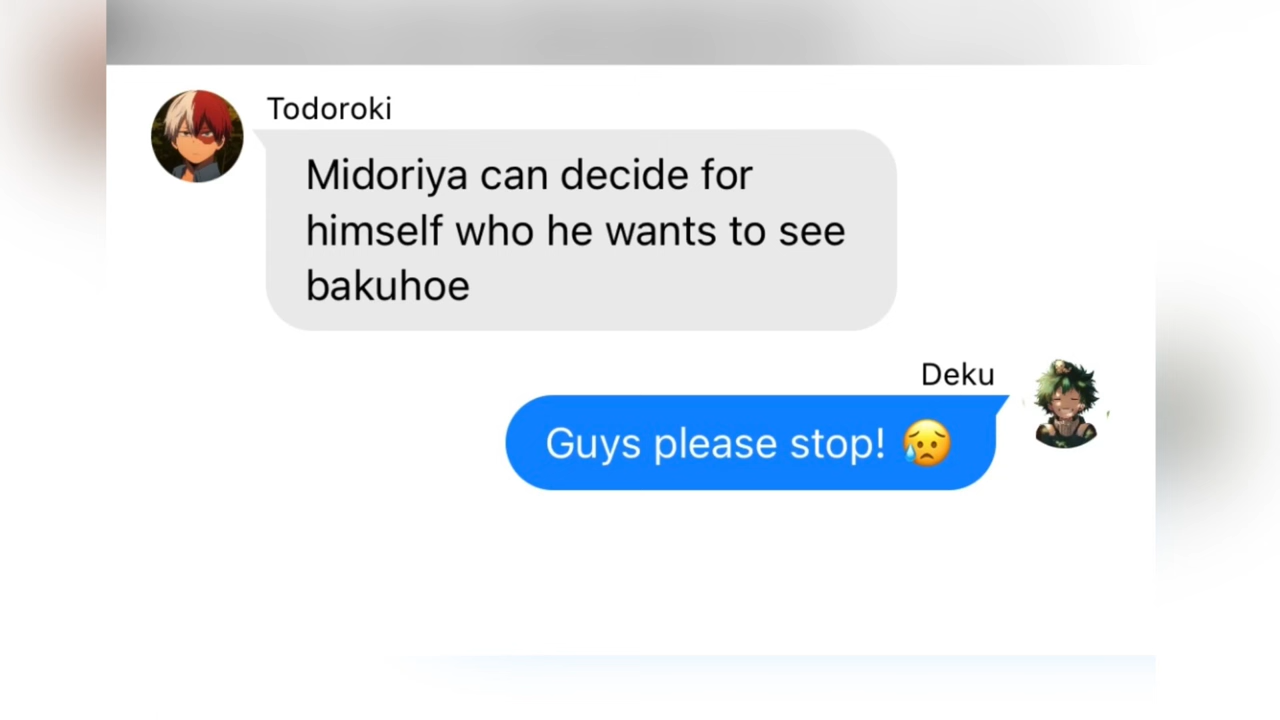 Todoroki
Midoriya can decide for
himself who he wants to see
bakuhoe
Deku
Guys please stop! 😥